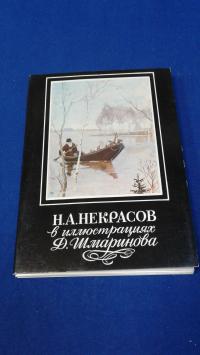 Н.А.НЕКРАСОВ
в иллюстрациях
Д.Шмаринова